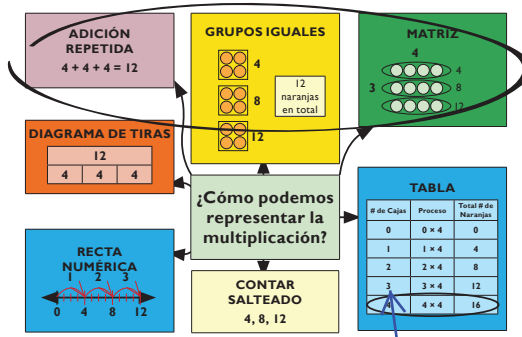 ADICIÓN
REPETIDA
4 + 4 + 4 = 12
GRUPOS IGUALES
4
8
12
12
naranjas
en total
MATRIZ
4
3
4
8
12
DIAGRAMA DE TIRAS
12
4 4 4
¿Cómo podemos
representar la
multiplicación?
RECTA
NUMÉRICA
1 2 3
0 4 8 12
CONTAR
SALTEADO
4, 8, 12
TABLA
# de Cajas Proceso Total # de
Naranjas
0 0 × 4 0
1 1 × 4 4
2 2 × 4 8
3 3 × 4 12
4 4 × 4 16